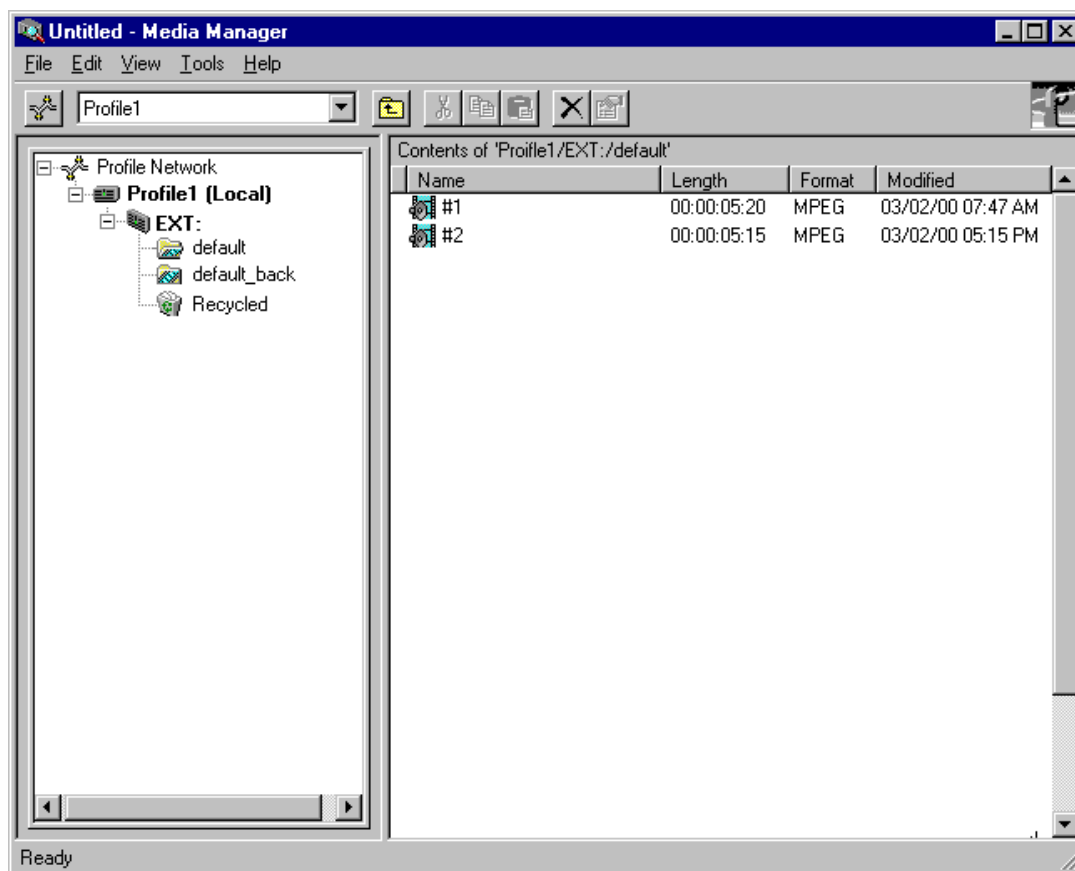 Untitled - Media Manager
File Edit View Tools Help
Profile1
Profile Network
Profile1 (Local)
EXT:
default
default_back
Recycled
Contents of 'Proifle1/EXT:/default'
Name Length Format Modified
#1 00:00:05:20 MPEG 03/02/00 07:47 AM
#2 00:00:05:15 MPEG 03/02/00 05:15 PM
Ready